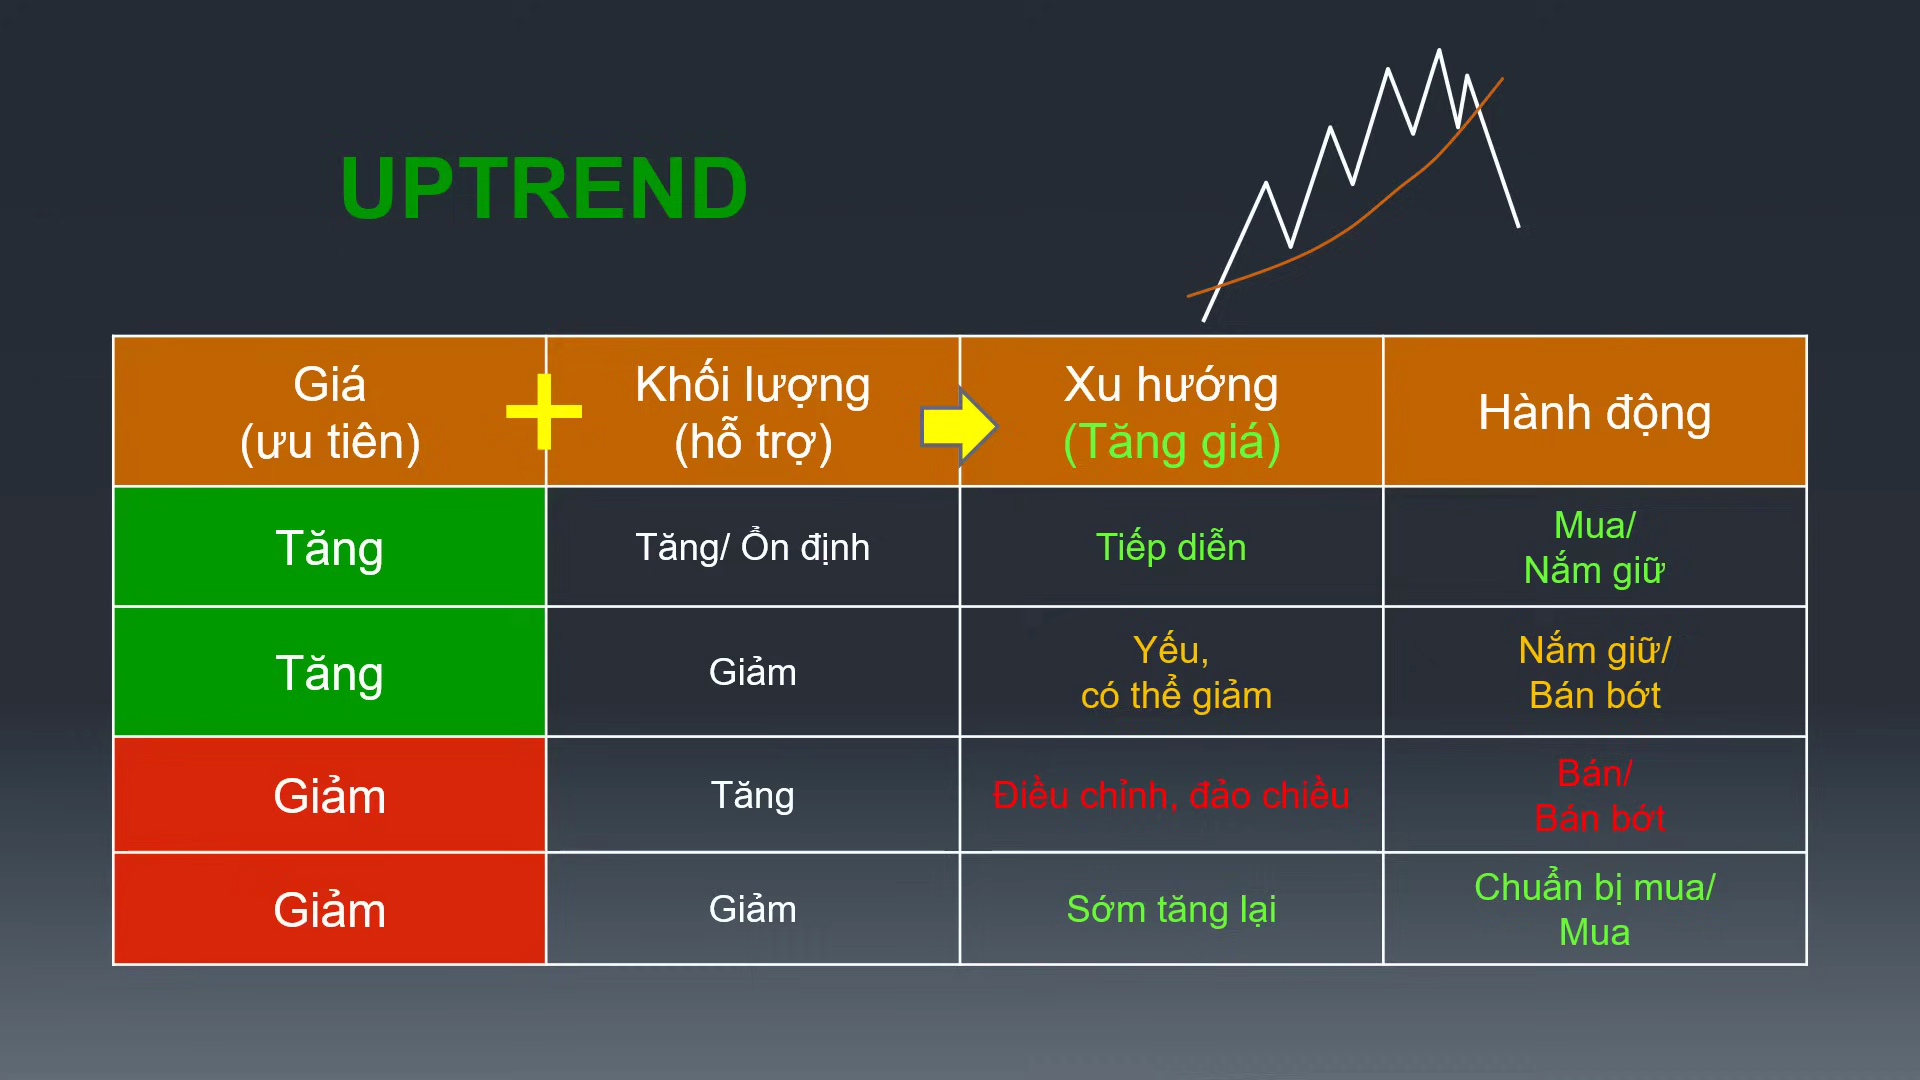 UPTREND
Giá
(ưu tiên)
Khối lượng
(hỗ trợ)
Xu hướng
(Tăng giá)
Hành động
Tăng
Tăng/ Ổn định
Tiếp diễn
Mua/
Nắm giữ
Tăng
Giảm
Yếu,
có thể giảm
Nắm giữ/
Bán bớt
Giảm
Tăng
Điều chỉnh, đảo chiều
Bán/
Bán bớt
Giảm
Giảm
Sớm tăng lại
Chuẩn bị mua/
Mua